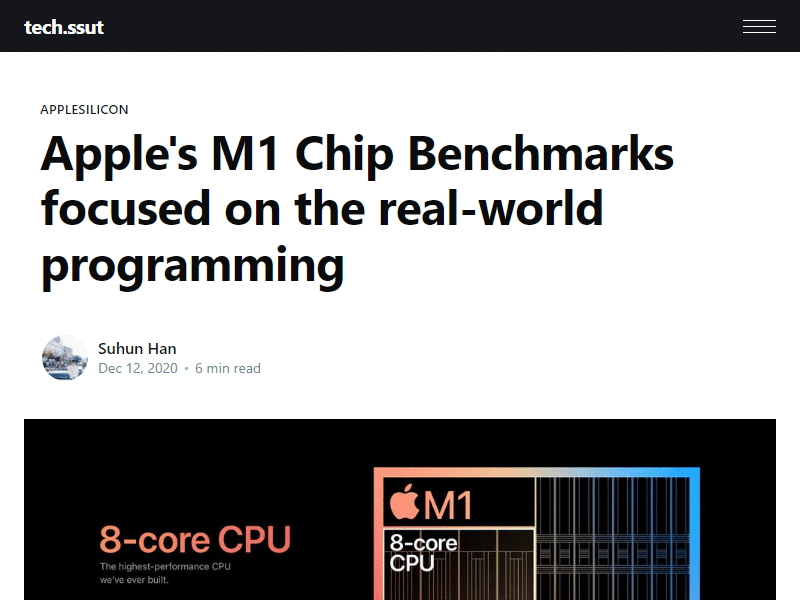 tech.ssut
APPLESILICON
Apple's M1 Chip Benchmarks
focused on the real-world
programming
Suhun Han
Dec 12, 2020 • 6 min read
8-core CPU
The highest-performance CPU
we've ever built.
M1
8-core
CPU